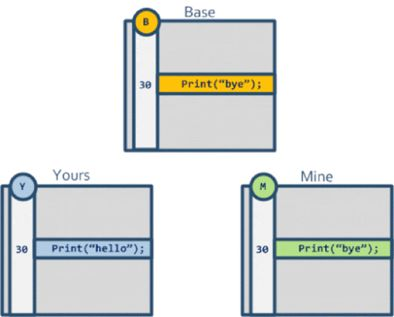 B Base
30 Print(“bye”);
Yours Mine
Y M
30 Print(“hello”); 30 Print(“bye”);